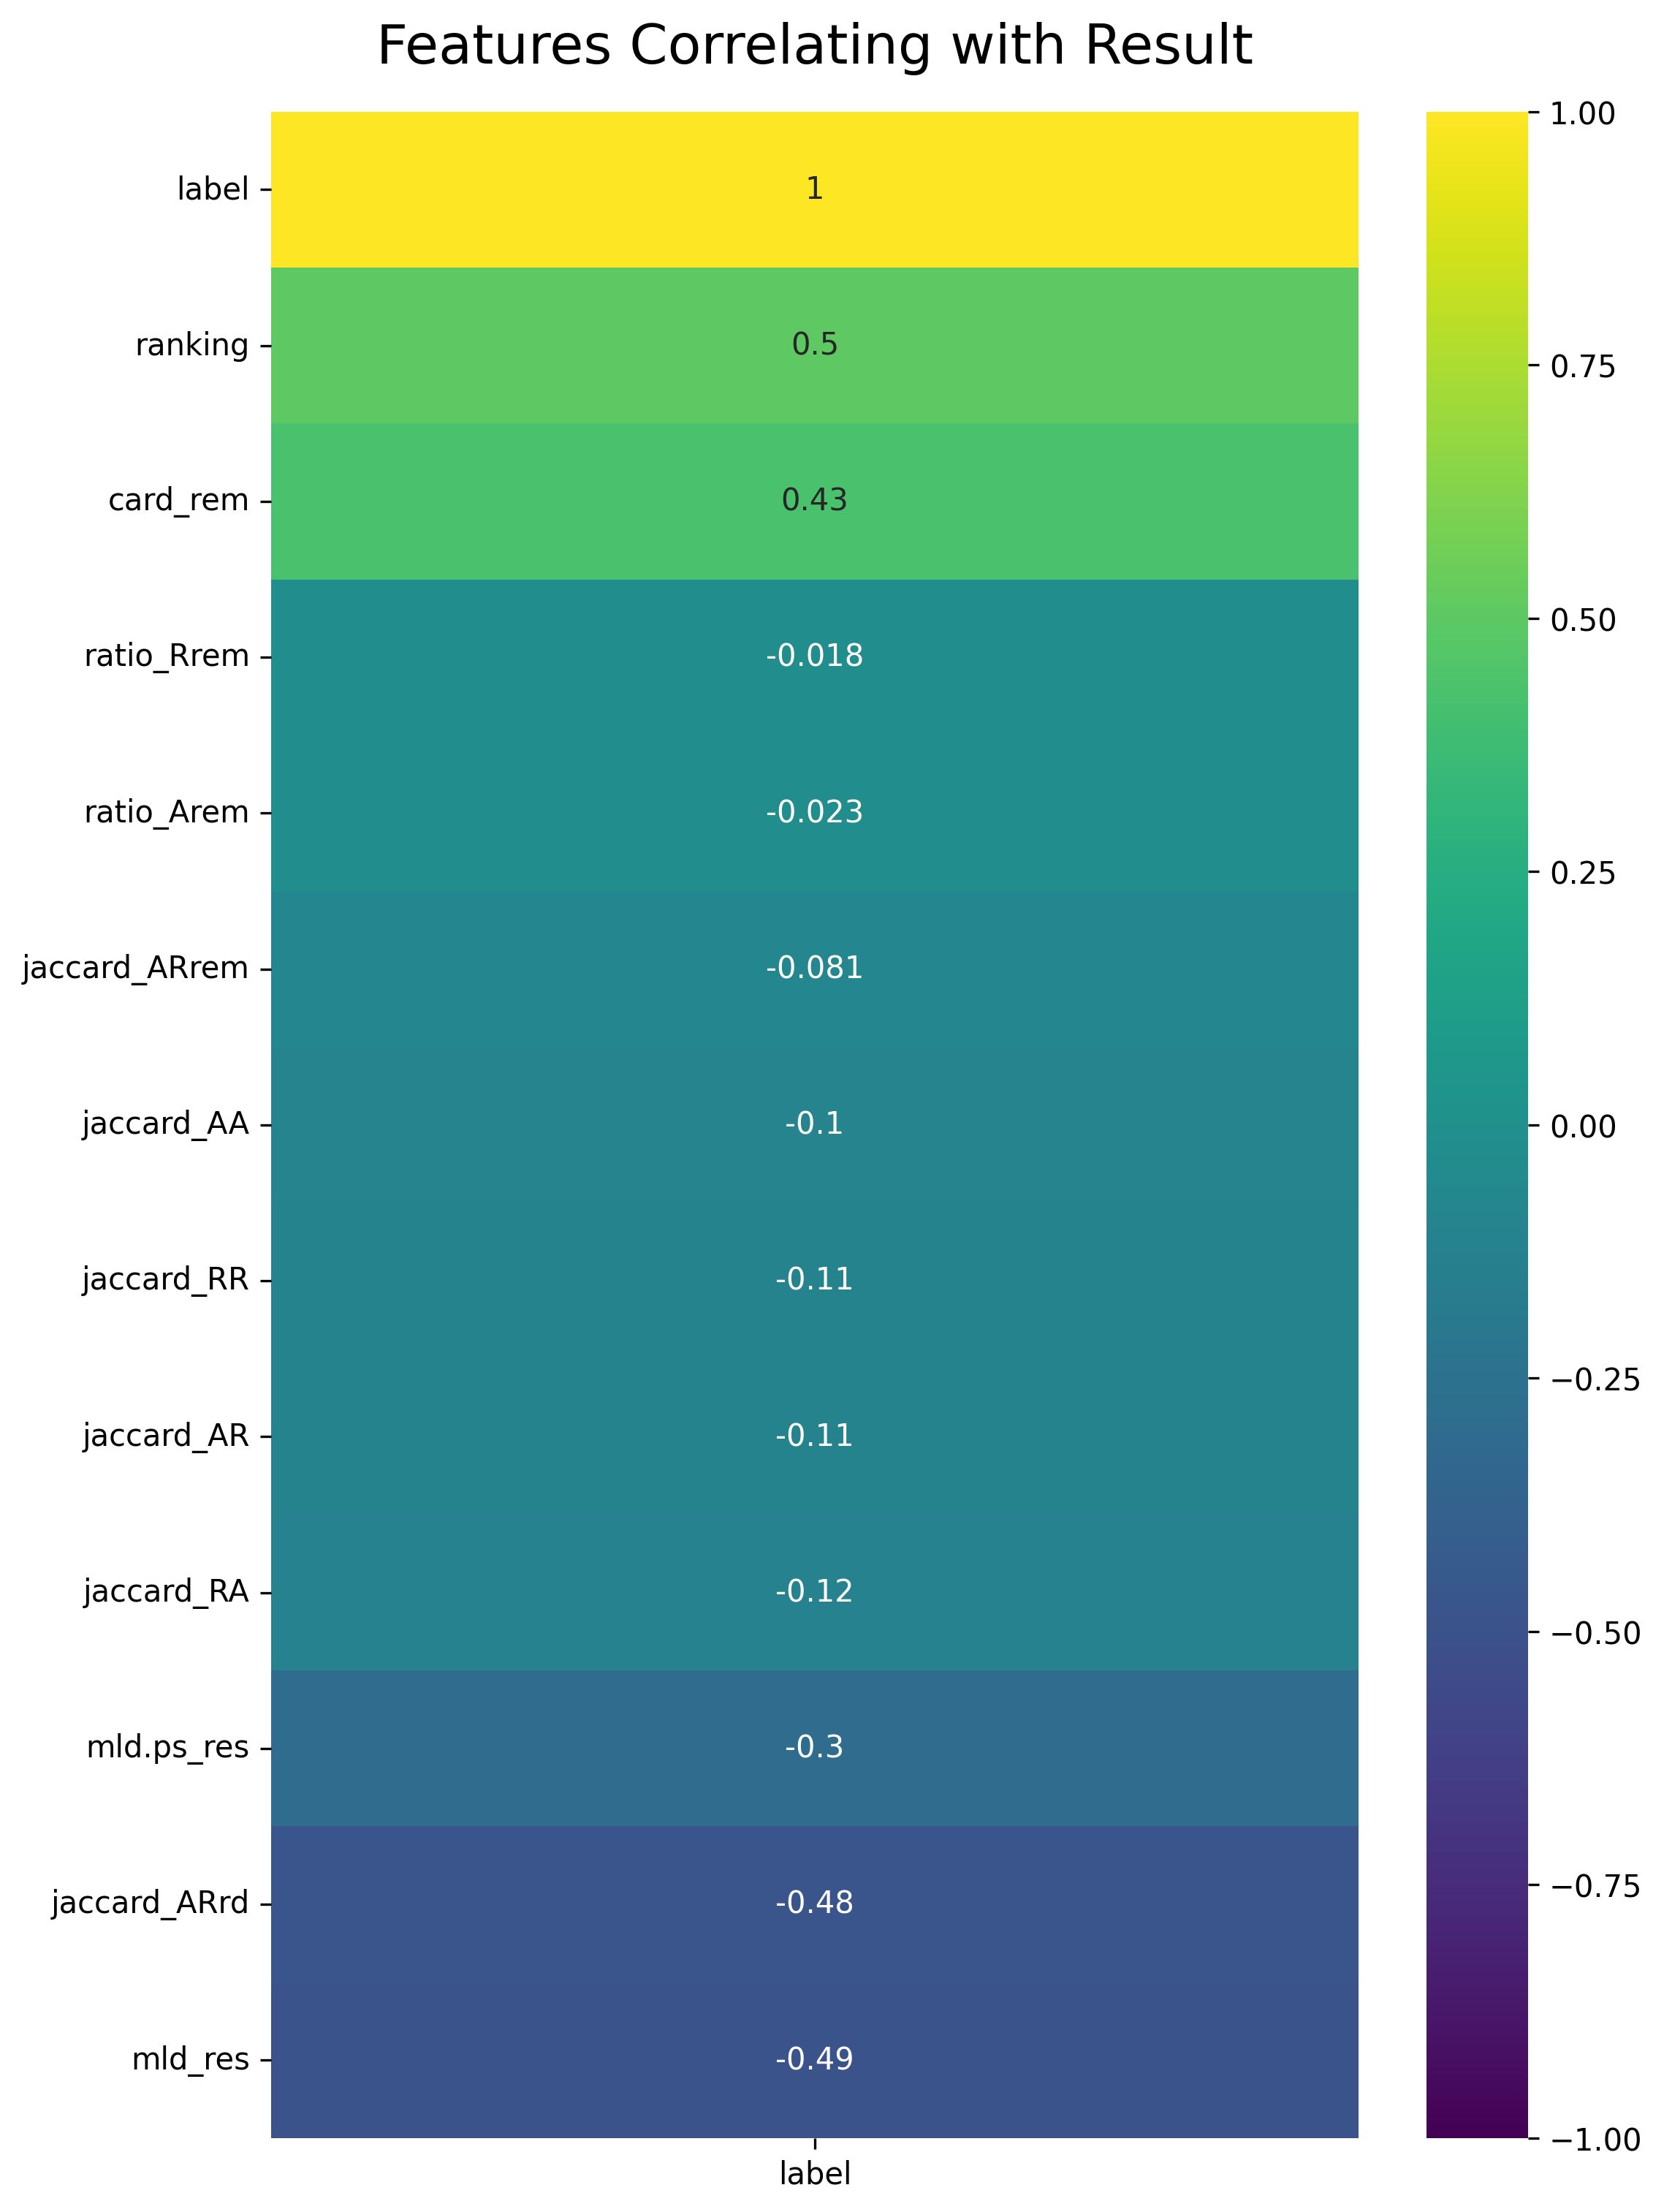 Features Correlating with Result
label
1
ranking
0.5
card_rem
0.43
ratio_Rrem
-0.018
ratio_Arem
-0.023
jaccard_ARrem
-0.081
jaccard_AA
-0.1
jaccard_RR
-0.11
jaccard_AR
-0.11
jaccard_RA
-0.12
mld.ps_res
-0.3
jaccard_ARrd
-0.48
mld_res
-0.49
label
1.00
0.75
0.50
0.25
0.00
−0.25
−0.50
−0.75
−1.00